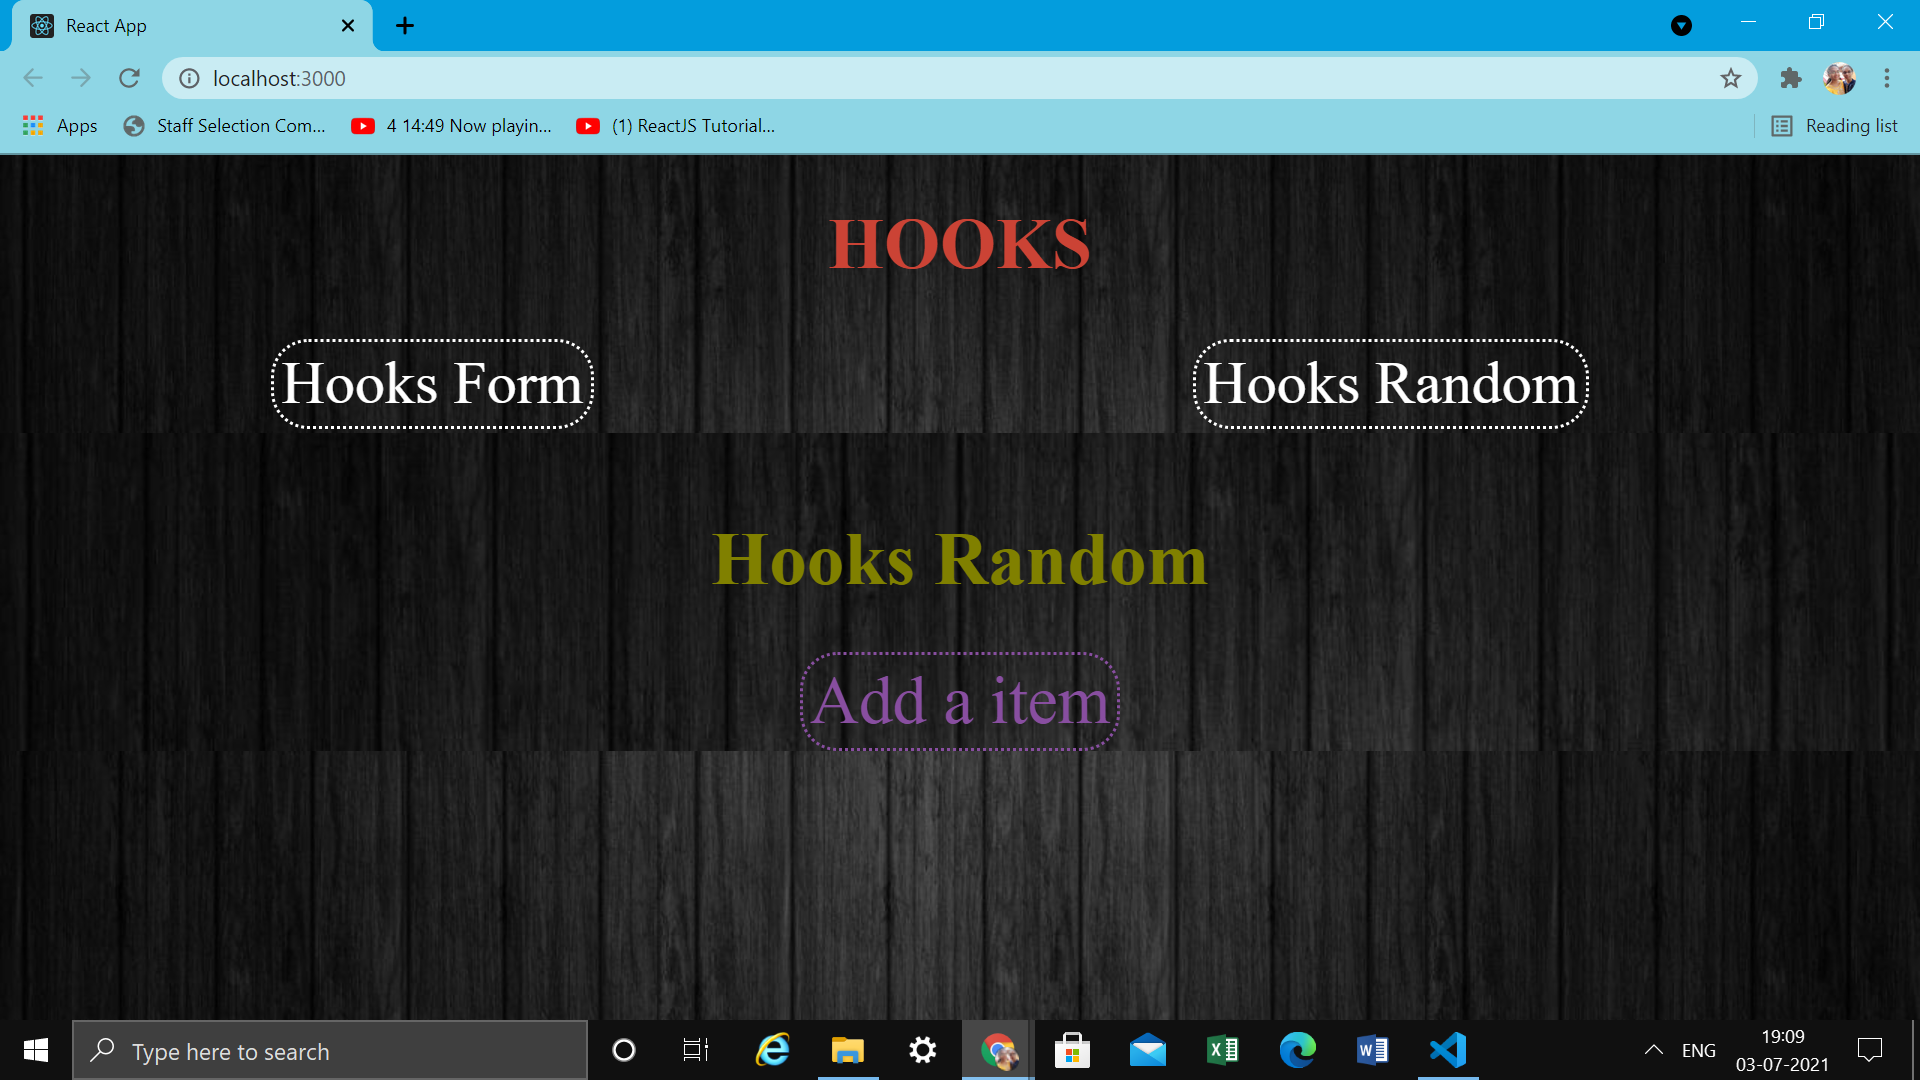 React App
localhost:3000
Apps
Staff Selection Com...
4 14:49 Now playin...
(1) ReactJS Tutorial...
Reading list
HOOKS
Hooks Form
Hooks Random
Hooks Random
Add a item
Type here to search
ENG
19:09
03-07-2021